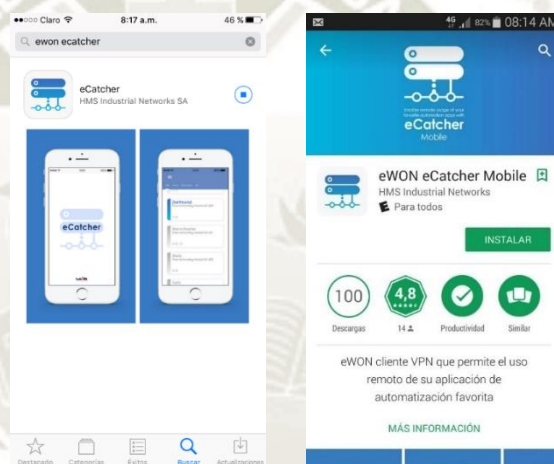 Claro 8:17 a.m. 46 %
ewon ecatcher
eCatcher
HMS Industrial Networks SA
eCatcher
Destacado Categorías Éxitos Buscar Actualizaciones
4G 82% 08:14 AM
eCatcher
Mobile
eWON eCatcher Mobile
HMS Industrial Networks
E Para todos
INSTALAR
100 4,8
Descargas 14 Productividad Similar
eWON cliente VPN que permite el uso
remoto de su aplicación de
automatización favorita
MÁS INFORMACIÓN